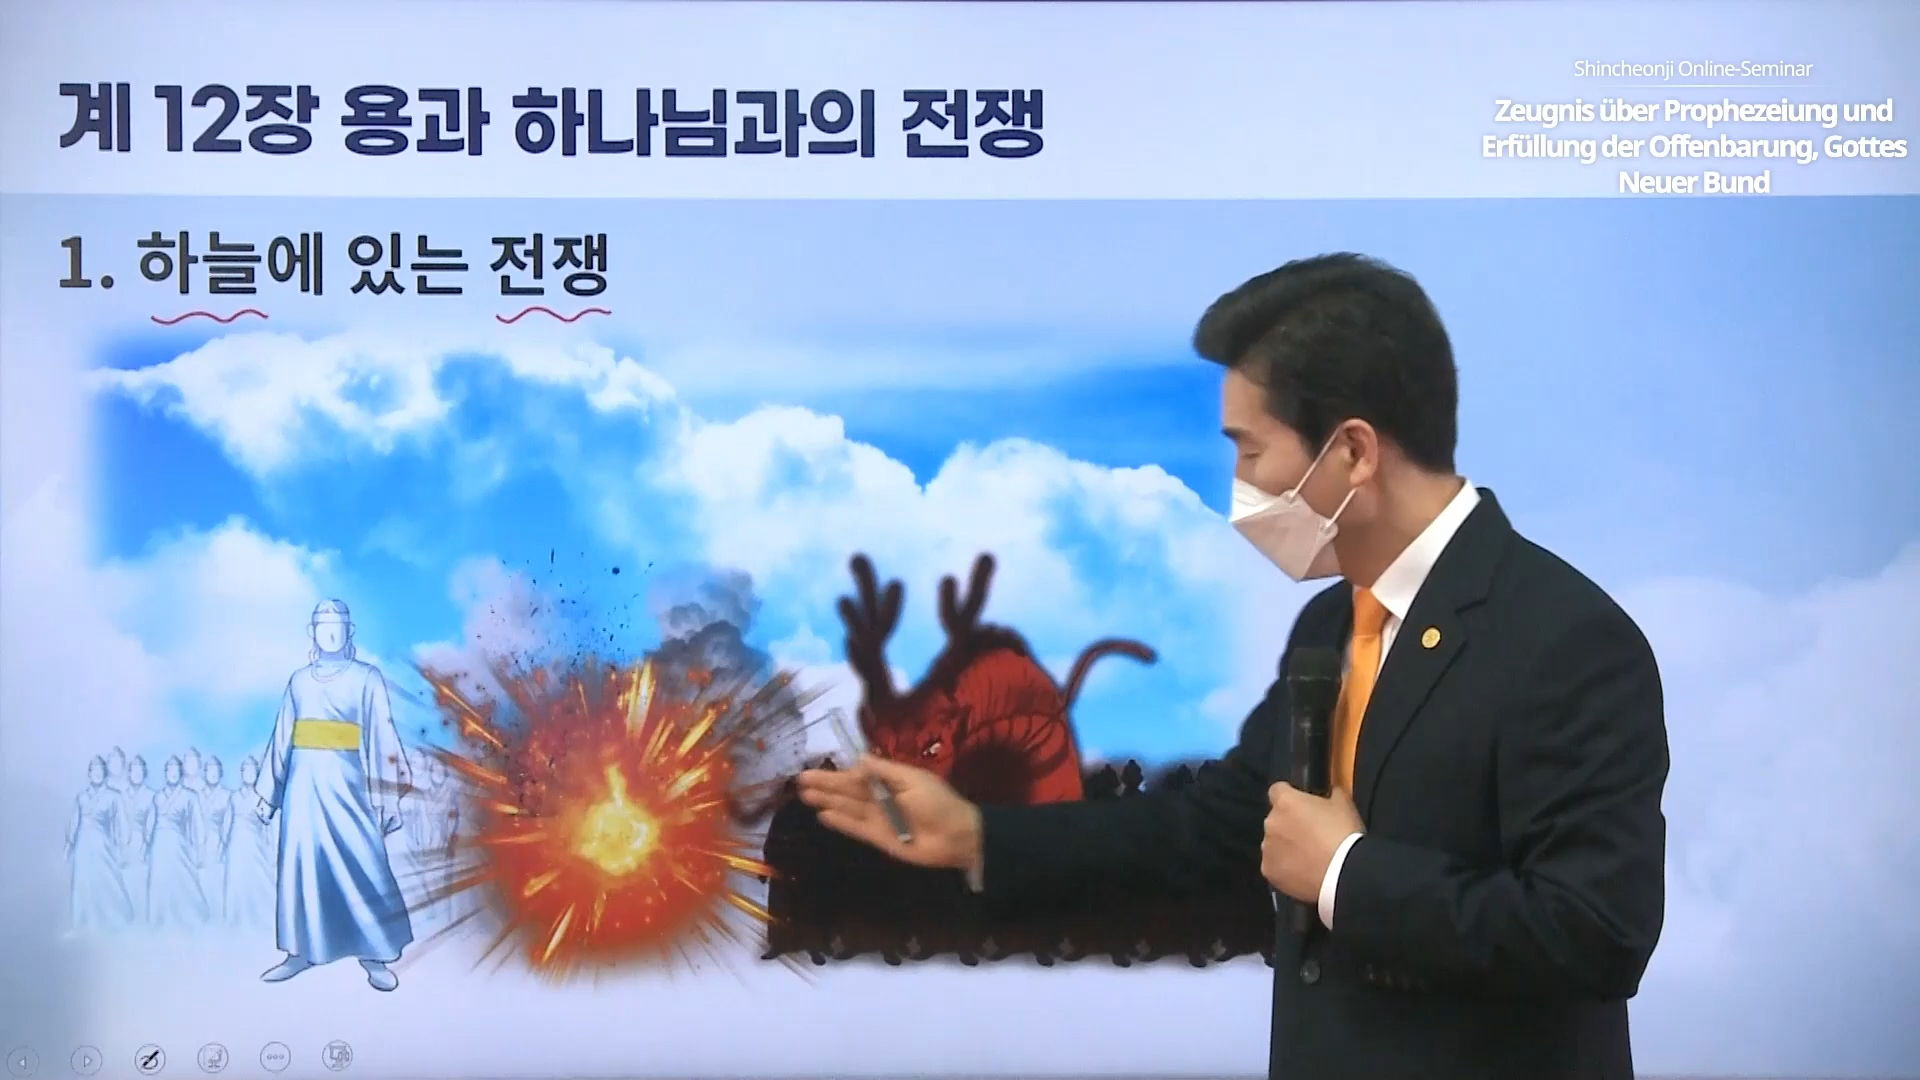 계 12장 용과 하나님과의 전쟁
Shincheonji Online-Seminar
Zeugnis über Prophezeiung und
Erfüllung der Offenbarung, Gottes
Neuer Bund
1. 하늘에 있는 전쟁